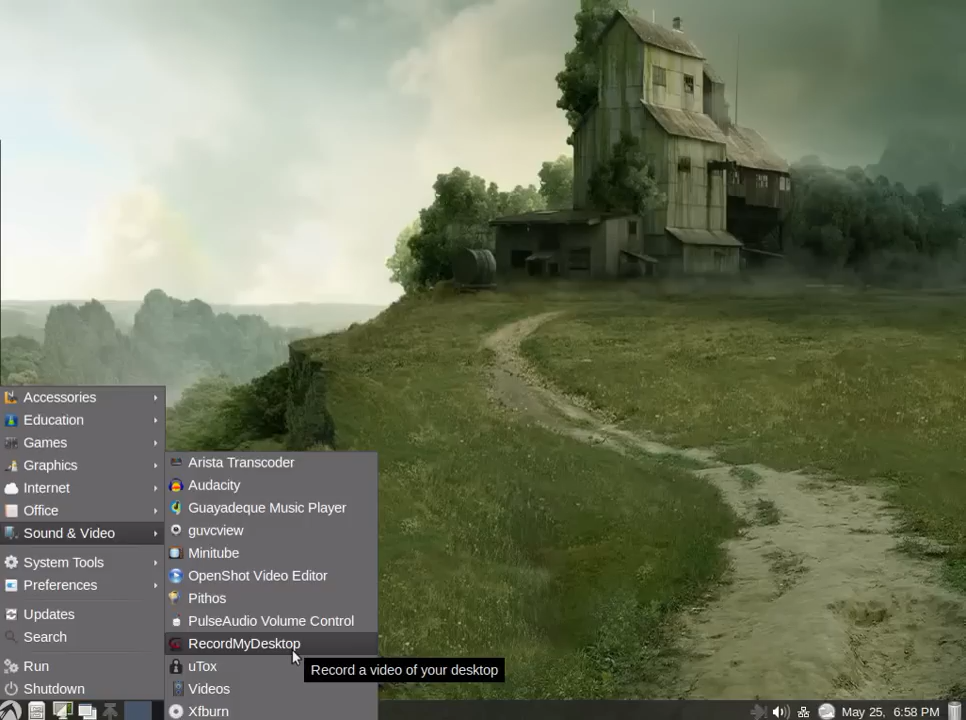 Accessories
Education
Games
Graphics
Internet
Office
Sound & Video
System Tools
Preferences
Updates
Search
Run
Shutdown
Arista Transcoder
Audacity
Guayadeque Music Player
guvcview
Minitube
OpenShot Video Editor
Pithos
PulseAudio Volume Control
RecordMyDesktop
uTox
Videos
Xfburn
Record a video of your desktop
May 25, 6:58 PM